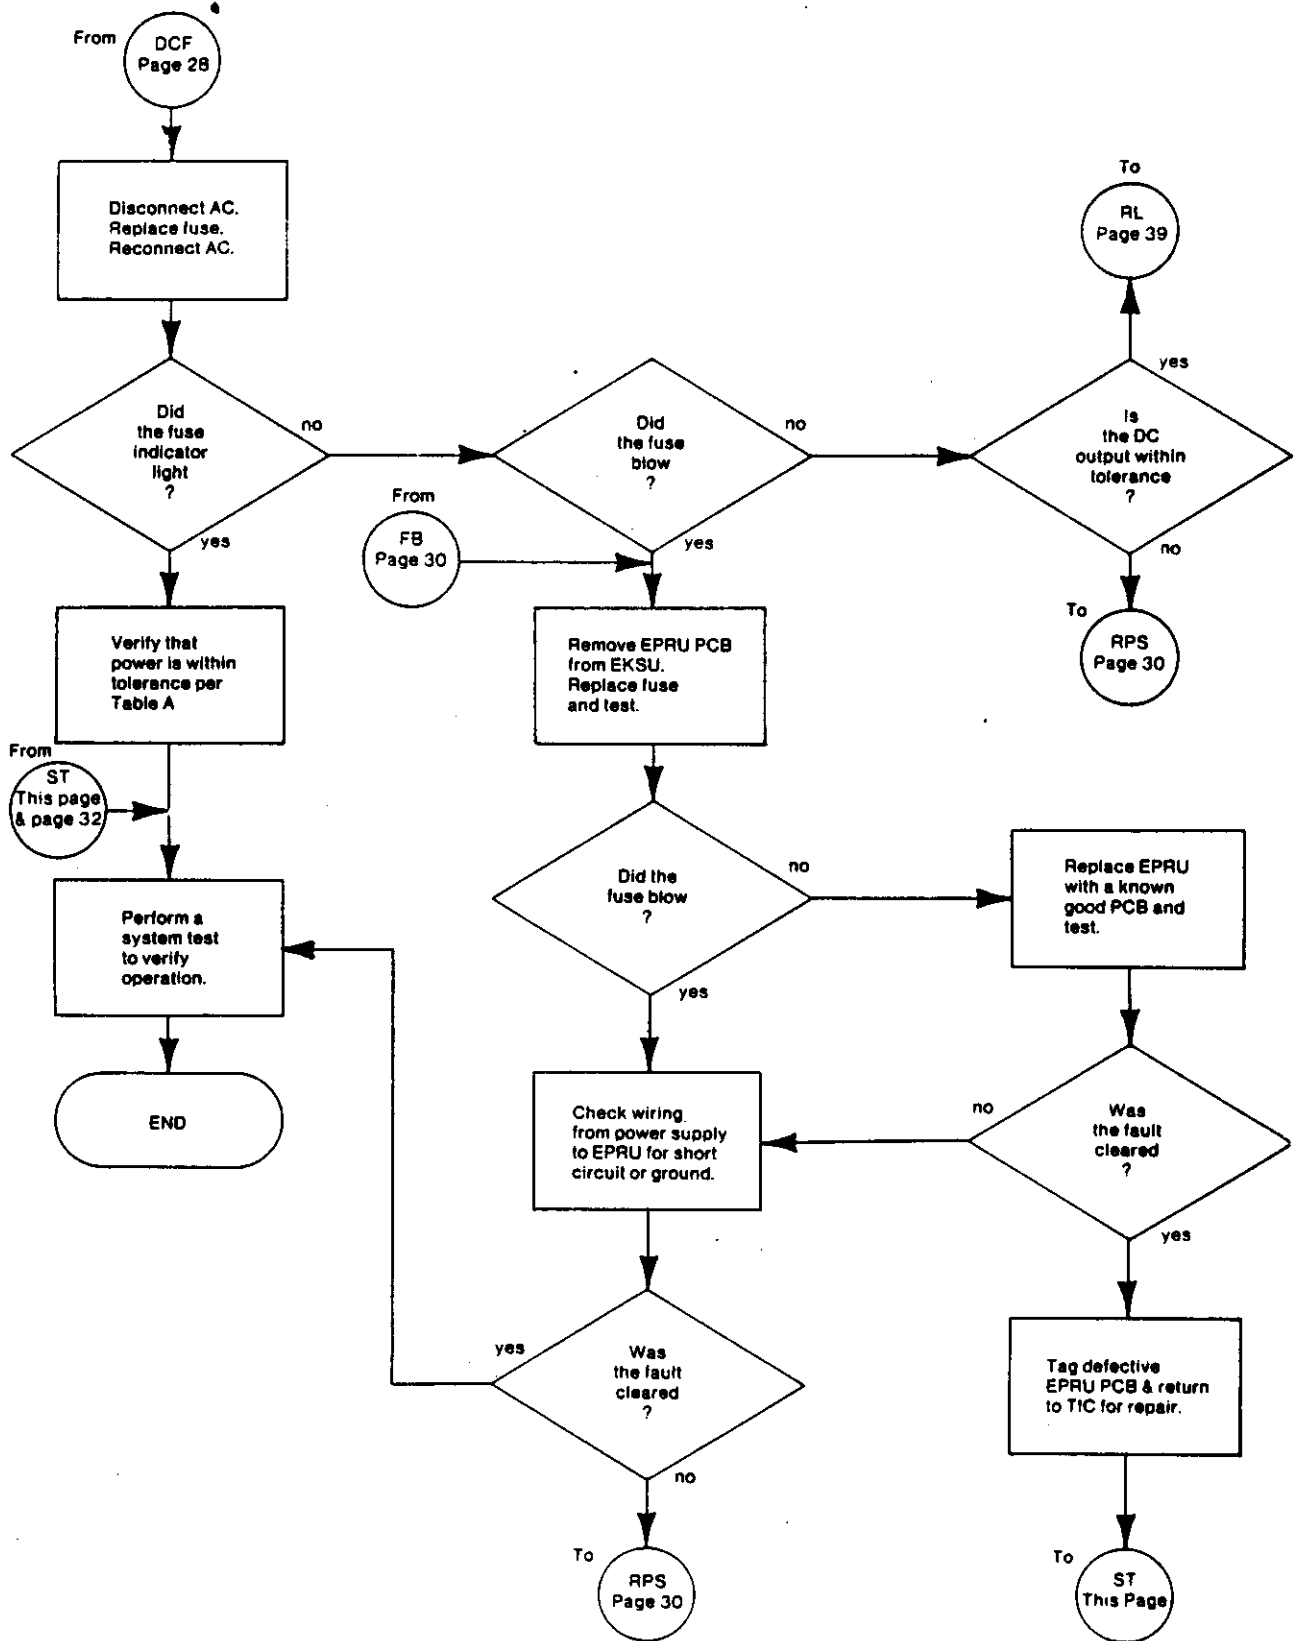 From
DCF
Page 28
Disconnect AC.
Replace fuse.
Reconnect AC.
To
RL
Page 39
Did
the fuse
indicator
light
?
no
yes
Did
the fuse
blow
?
no
yes
Is
the DC
output within
tolerance
?
yes
no
From
FB
Page 30
To
RPS
Page 30
Verify that
power is within
tolerance per
Table A
Remove EPRU PCB
from EKSU.
Replace fuse
and test.
From
ST
This page
& page 32
Perform a
system test
to verify
operation.
END
Did the
fuse blow
?
no
yes
Replace EPRU
with a known
good PCB and
test.
Check wiring
from power supply
to EPRU for short
circuit or ground.
Was
the fault
cleared
?
no
yes
Was
the fault
cleared
?
yes
no
Tag defective
EPRU PCB & return
to TIC for repair.
To
RPS
Page 30
To
ST
This Page